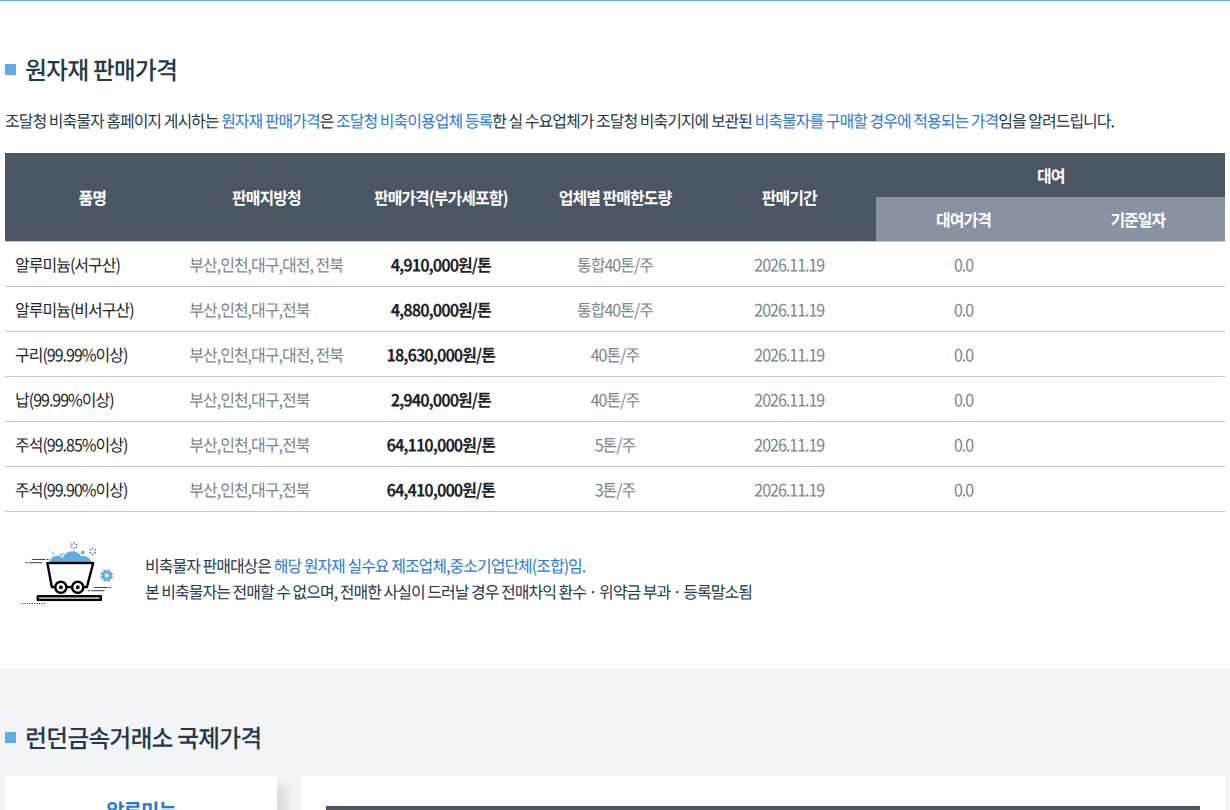 원자재 판매가격
조달청 비축물자 홈페이지 게시하는 원자재 판매가격은 조달청 비축이용업체 등록한 실 수요업체가 조달청 비축기지에 보관된 비축물자를 구매할 경우에 적용되는 가격임을 알려드립니다.
품명 판매지방청 판매가격(부가세포함) 업체별 판매한도량 판매기간 대여
대여가격 기준일자
알루미늄(서구산) 부산,인천,대구,대전, 전북 4,910,000원/톤 통합40톤/주 2026.11.19 0.0
알루미늄(비서구산) 부산,인천,대구,전북 4,880,000원/톤 통합40톤/주 2026.11.19 0.0
구리(99.99%이상) 부산,인천,대구,대전, 전북 18,630,000원/톤 40톤/주 2026.11.19 0.0
납(99.99%이상) 부산,인천,대구,전북 2,940,000원/톤 40톤/주 2026.11.19 0.0
주석(99.85%이상) 부산,인천,대구,전북 64,110,000원/톤 5톤/주 2026.11.19 0.0
주석(99.90%이상) 부산,인천,대구,전북 64,410,000원/톤 3톤/주 2026.11.19 0.0
비축물자 판매대상은 해당 원자재 실수요 제조업체,중소기업단체(조합)임.
본 비축물자는 전매할 수 없으며, 전매한 사실이 드러날 경우 전매차익 환수 · 위약금 부과 · 등록말소됨
런던금속거래소 국제가격
알루미늄